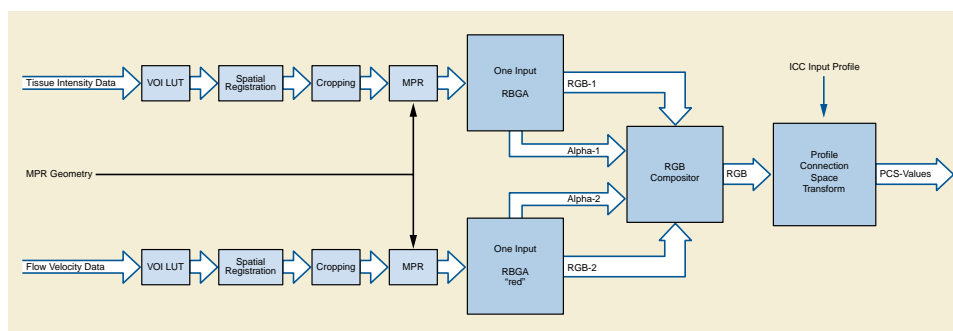 Tissue Intensity Data
VOI LUT
Spatial
Registration
Cropping
MPR
One Input
RBGA
RGB-1
Alpha-1
ICC Input Profile
MPR Geometry
RGB
Compositor
RGB
Profile
Connection
Space
Transform
PCS-Values
Alpha-2
Flow Velocity Data
VOI LUT
Spatial
Registration
Cropping
MPR
One Input
RBGA
"red"
RGB-2